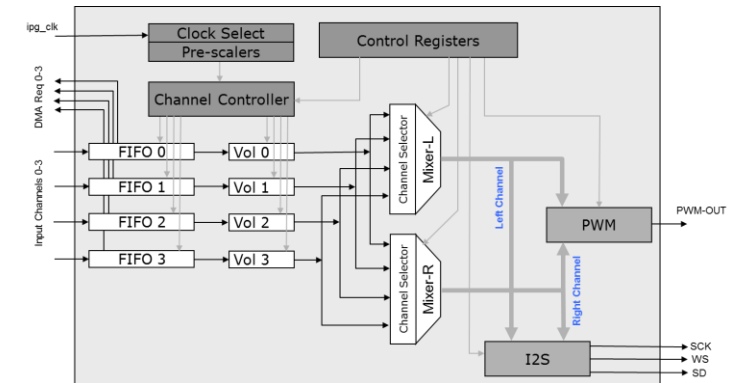 ipg_clk
Clock Select
Pre-scalers
Control Registers
DMA Req 0-3
Channel Controller
Input Channels 0-3
FIFO 0
Vol 0
FIFO 1
Vol 1
FIFO 2
Vol 2
FIFO 3
Vol 3
Channel Selector
Mixer-L
Channel Selector
Mixer-R
Left Channel
Right Channel
PWM
PWM-OUT
I2S
SCK
WS
SD